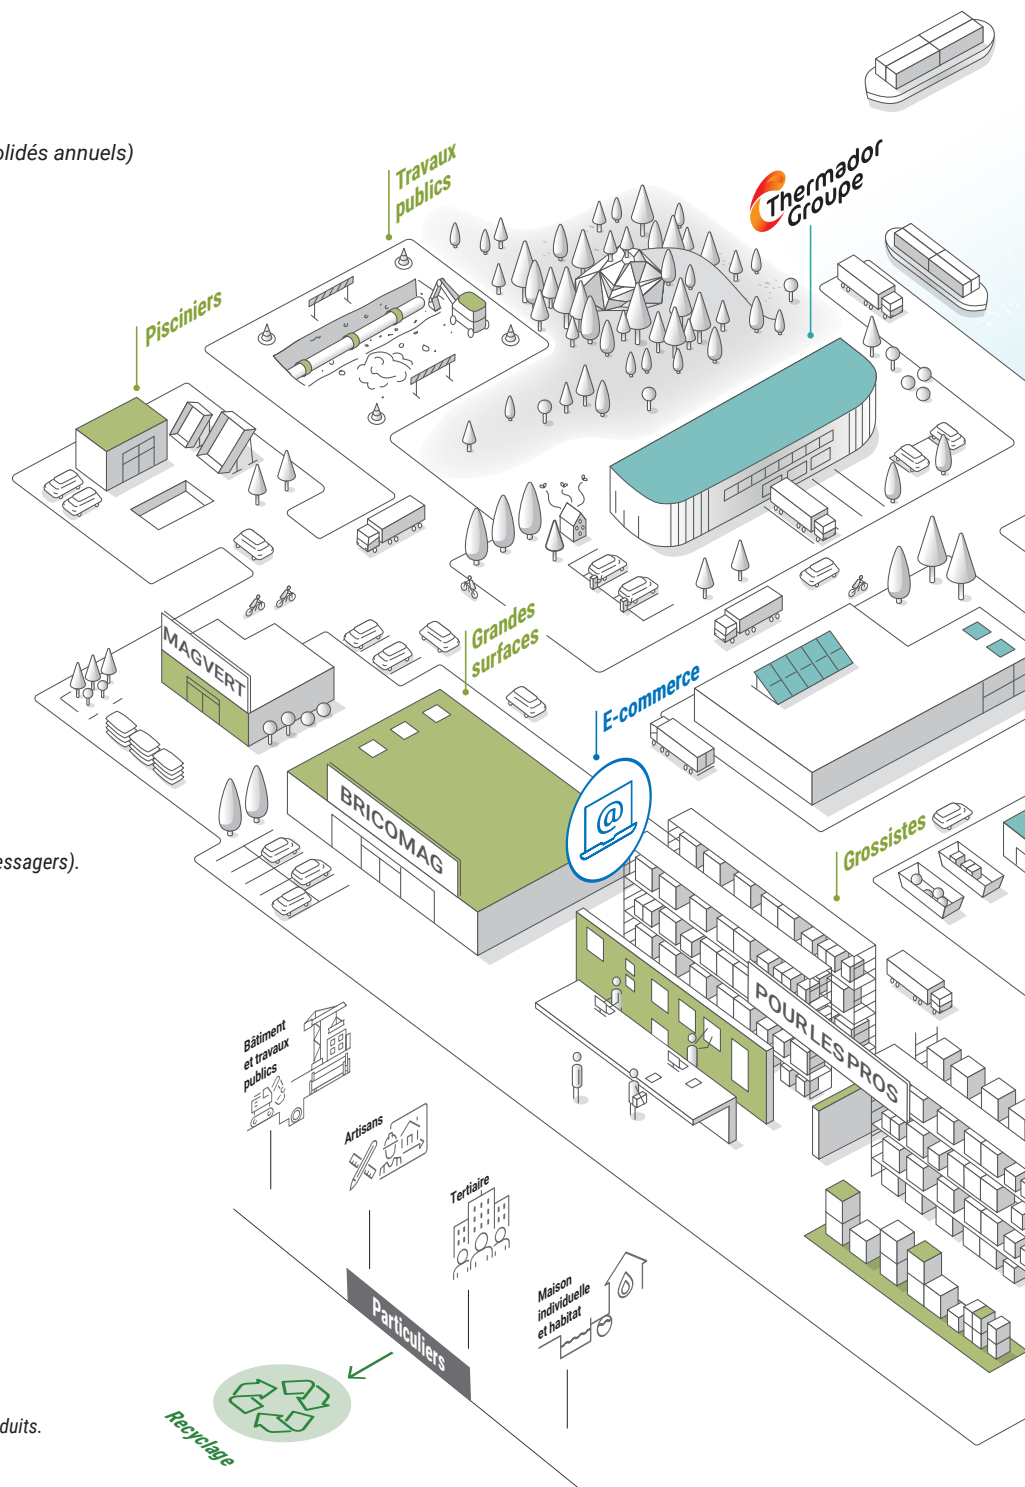 olidés annuels)
Travaux
publics
Thermador
Groupe
Pisciniers
MAGVERT
Grandes
surfaces
E-commerce
@
BRICOMAG
Grossistes
essagers).
POUR LES PROS
Bâtiment
et travaux
publics
Artisans
Tertiaire
Maison
individuelle
et habitat
Particuliers
Recyclage
duits.